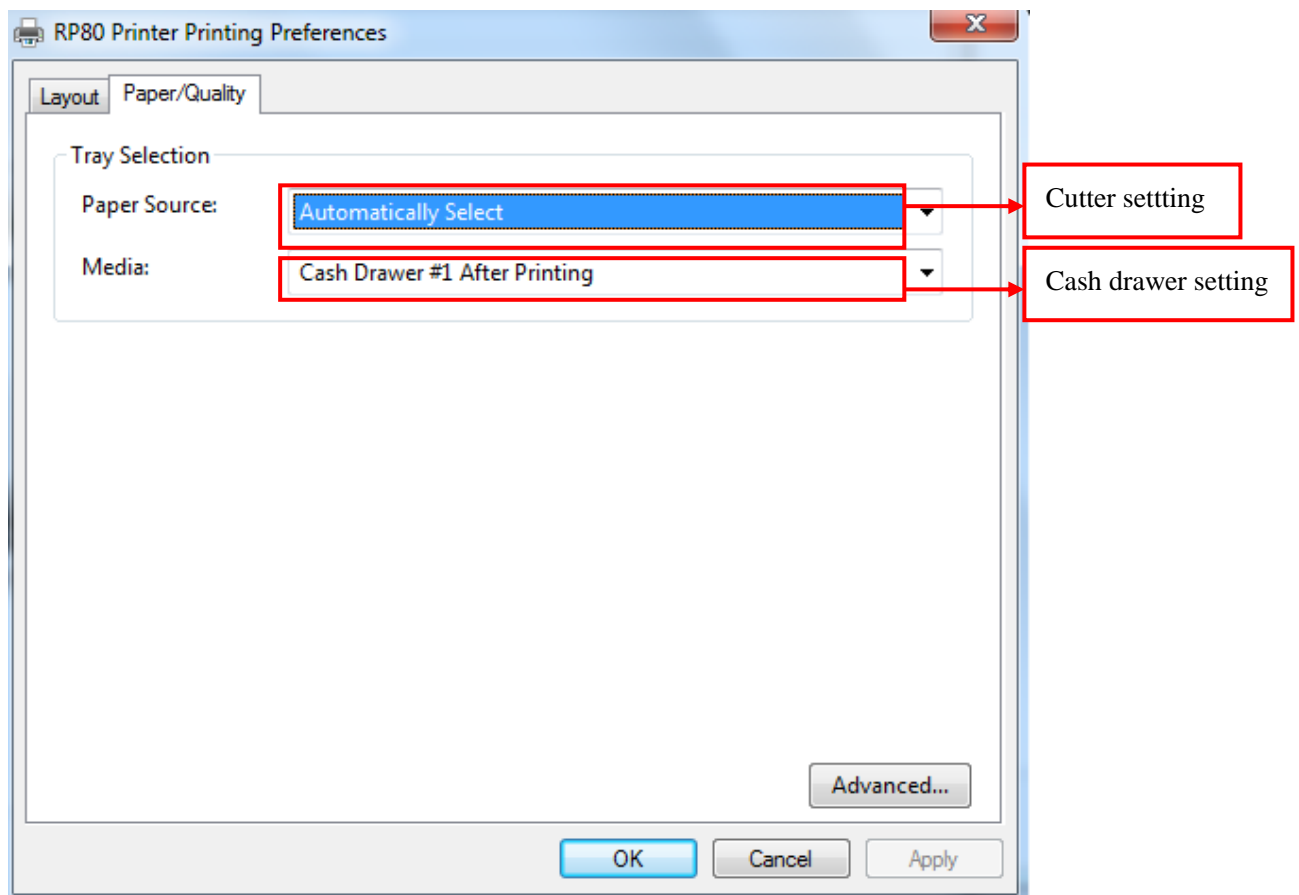 RP80 Printer Printing Preferences
X
Layout Paper/Quality
Tray Selection
Paper Source: Automatically Select
Cutter settting
Media: Cash Drawer #1 After Printing
Cash drawer setting
Advanced...
OK Cancel Apply